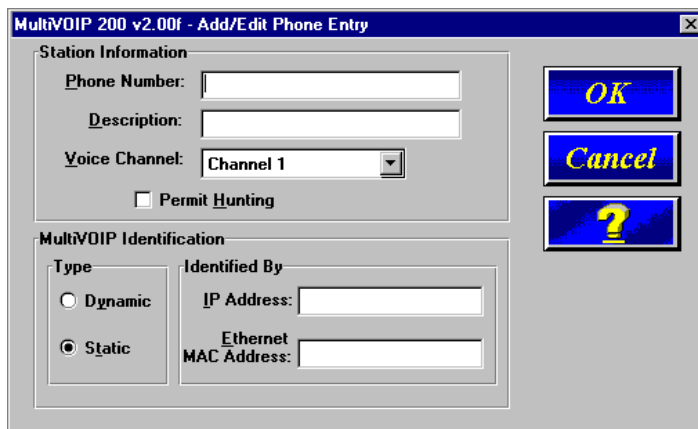 MultiVOIP 200 v2.00f - Add/Edit Phone Entry
Station Information
Phone Number:
Description:
Voice Channel: Channel 1
Permit Hunting
OK
Cancel
?
MultiVOIP Identification
Type
Dynamic
Static
Identified By
IP Address:
Ethernet
MAC Address: